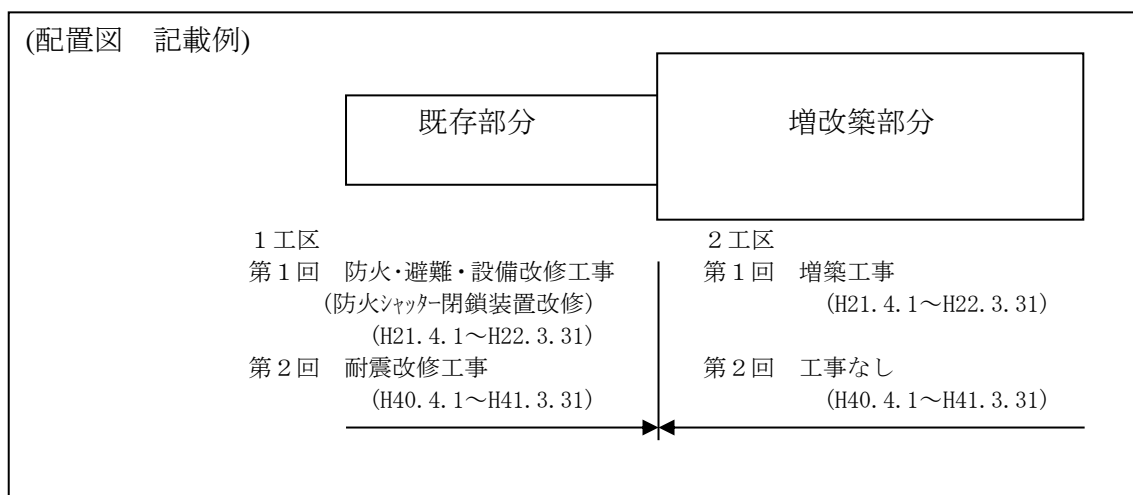 (配置図　記載例)
既存部分
増改築部分
１工区
第１回　防火・避難・設備改修工事
(防火ｼｬｯﾀｰ閉鎖装置改修)
(H21.4.1～H22.3.31)
第２回　耐震改修工事
(H40.4.1～H41.3.31)
２工区
第１回　増築工事
(H21.4.1～H22.3.31)
第２回　工事なし
(H40.4.1～H41.3.31)